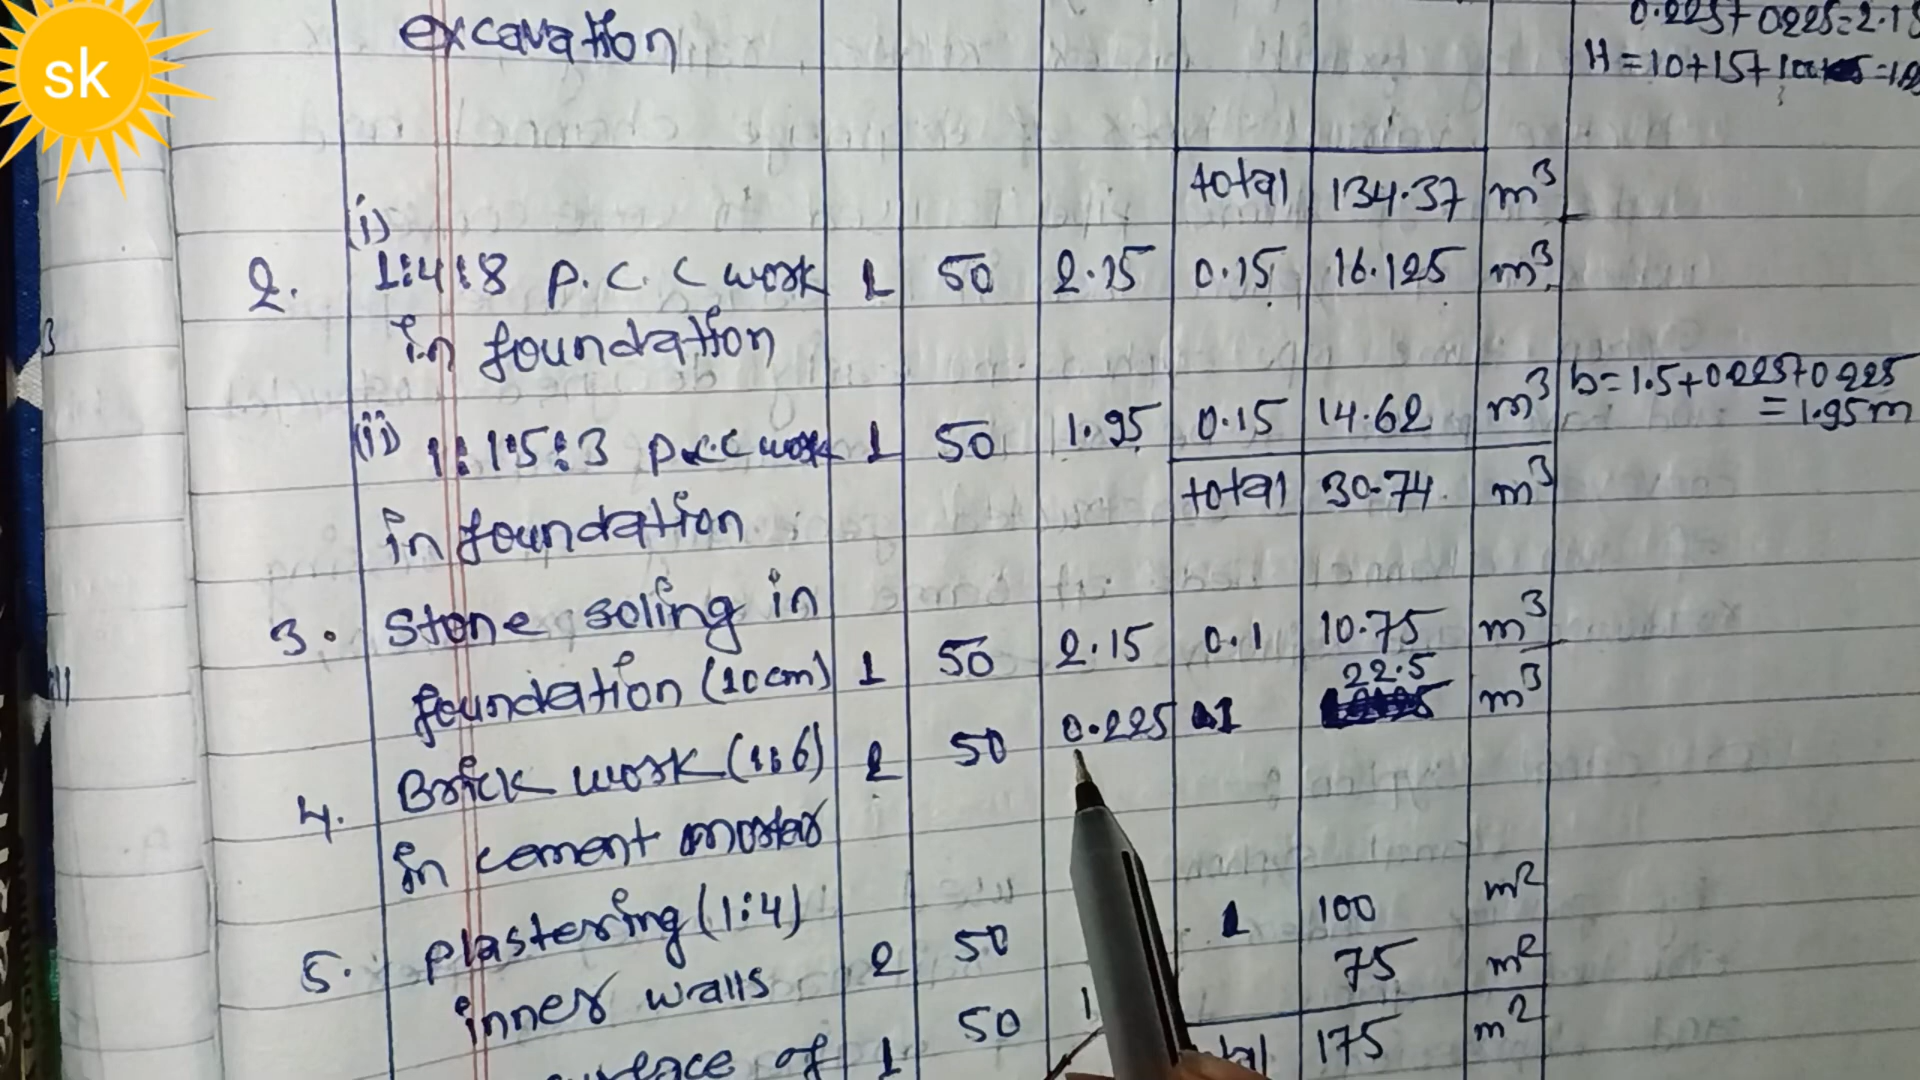 sk
excavation
0.225+0.225=2.15
H=10+15+100
total 134.37 m³
(i)
2. 1:4:8 P.C.C work 1 50 2.15 0.15 16.125 m³
in foundation
b=1.5+0.225+0.225
=1.95m
(ii) 1:1.5:3 P.C.C work 1 50 1.95 0.15 14.62 m³
total 30.74 m³
in foundation
3. Stone soling in
foundation (10cm) 1 50 2.15 0.1 10.75 m³
22.5
4. Brick work (1:6) 2 50 0.225 1 m³
in cement mortar
5. plastering (1:4)
inner walls 2 50 1 100 m²
75 m²
of 1 50 1
175 m²